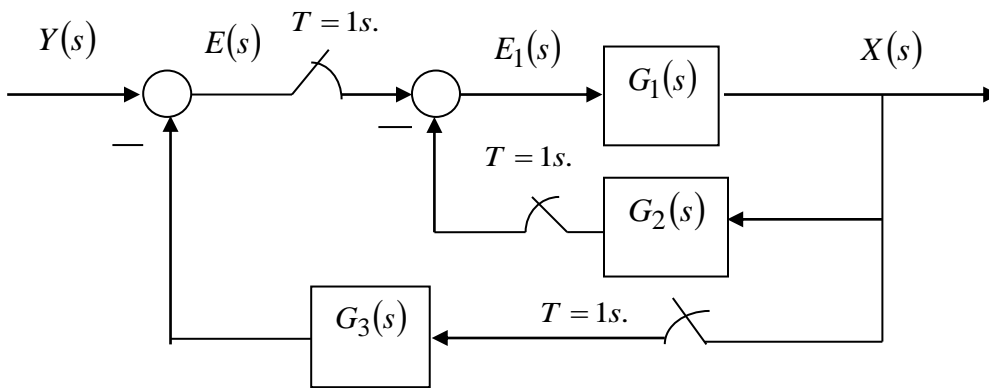 Y(s)
E(s)
T = 1s.
E₁(s)
G₁(s)
X(s)
—
—
T = 1s.
G₂(s)
G₃(s)
T = 1s.